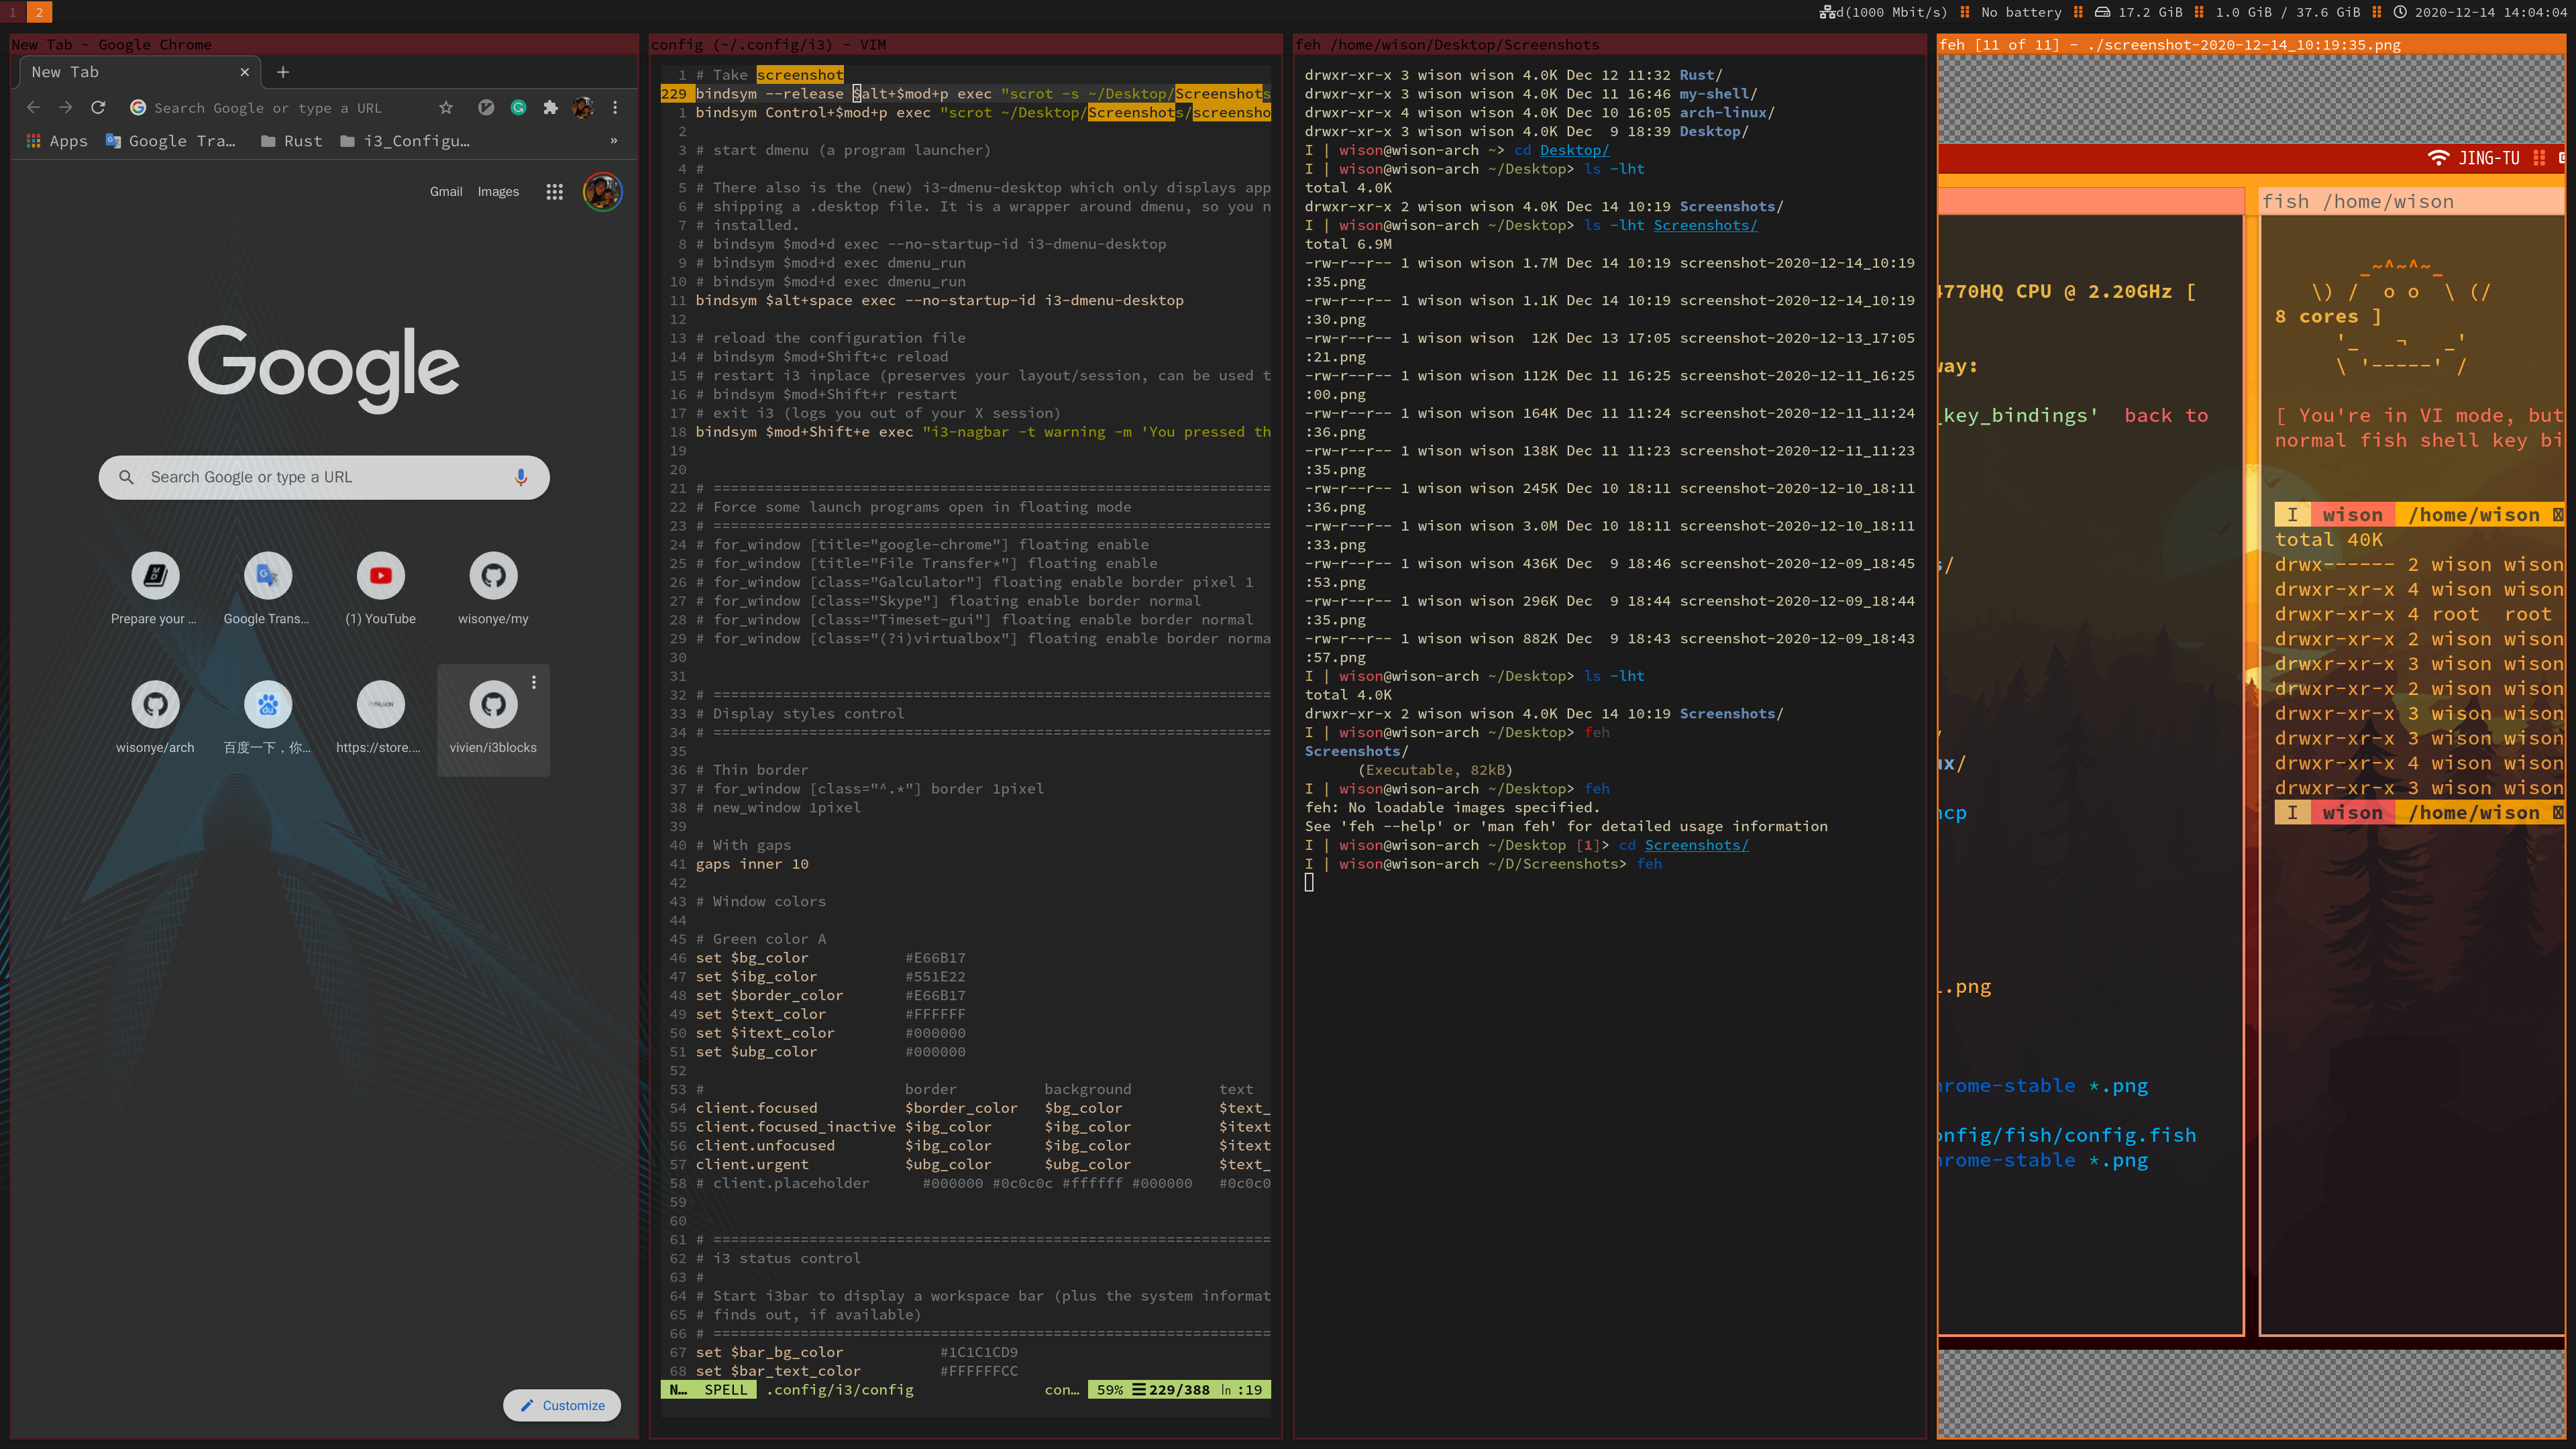 1 2
d(1000 Mbit/s) No battery 17.2 GiB 1.0 GiB / 37.6 GiB 2020-12-14 14:04:04
New Tab - Google Chrome
New Tab
Search Google or type a URL
Apps Google Tra… Rust i3_Configu… »
Gmail Images
Google
Search Google or type a URL
Prepare your ... Google Trans... (1) YouTube wisonye/my
wisonye/arch 百度一下，你... https://store.... vivien/i3blocks
Customize
config (~/.config/i3) - VIM
1 # Take screenshot
229 bindsym --release $alt+$mod+p exec "scrot -s ~/Desktop/Screenshots
1 bindsym Control+$mod+p exec "scrot ~/Desktop/Screenshots/screensho
2
3 # start dmenu (a program launcher)
4 #
5 # There also is the (new) i3-dmenu-desktop which only displays app
6 # shipping a .desktop file. It is a wrapper around dmenu, so you n
7 # installed.
8 # bindsym $mod+d exec --no-startup-id i3-dmenu-desktop
9 # bindsym $mod+d exec dmenu_run
10 # bindsym $mod+d exec dmenu_run
11 bindsym $alt+space exec --no-startup-id i3-dmenu-desktop
12
13 # reload the configuration file
14 # bindsym $mod+Shift+c reload
15 # restart i3 inplace (preserves your layout/session, can be used t
16 # bindsym $mod+Shift+r restart
17 # exit i3 (logs you out of your X session)
18 bindsym $mod+Shift+e exec "i3-nagbar -t warning -m 'You pressed th
19
20
21 # ================================================================
22 # Force some launch programs open in floating mode
23 # ================================================================
24 # for_window [title="google-chrome"] floating enable
25 # for_window [title="File Transfer*"] floating enable
26 # for_window [class="Galculator"] floating enable border pixel 1
27 # for_window [class="Skype"] floating enable border normal
28 # for_window [class="Timeset-gui"] floating enable border normal
29 # for_window [class="(?i)virtualbox"] floating enable border norma
30
31
32 # ================================================================
33 # Display styles control
34 # ================================================================
35
36 # Thin border
37 # for_window [class="^.*"] border 1pixel
38 # new_window 1pixel
39
40 # With gaps
41 gaps inner 10
42
43 # Window colors
44
45 # Green color A
46 set $bg_color #E66B17
47 set $ibg_color #551E22
48 set $border_color #E66B17
49 set $text_color #FFFFFF
50 set $itext_color #000000
51 set $ubg_color #000000
52
53 # border background text
54 client.focused $border_color $bg_color $text_
55 client.focused_inactive $ibg_color $ibg_color $itext
56 client.unfocused $ibg_color $ibg_color $itext
57 client.urgent $ubg_color $ubg_color $text_
58 # client.placeholder #000000 #0c0c0c #ffffff #000000 #0c0c0
59
60
61 # ================================================================
62 # i3 status control
63 #
64 # Start i3bar to display a workspace bar (plus the system informat
65 # finds out, if available)
66 # ================================================================
67 set $bar_bg_color #1C1C1CD9
68 set $bar_text_color #FFFFFFCC
N… SPELL .config/i3/config con… 59% ☰229/388 ㏑ :19
feh /home/wison/Desktop/Screenshots
drwxr-xr-x 3 wison wison 4.0K Dec 12 11:32 Rust/
drwxr-xr-x 3 wison wison 4.0K Dec 11 16:46 my-shell/
drwxr-xr-x 4 wison wison 4.0K Dec 10 16:05 arch-linux/
drwxr-xr-x 3 wison wison 4.0K Dec  9 18:39 Desktop/
I | wison@wison-arch ~> cd Desktop/
I | wison@wison-arch ~/Desktop> ls -lht
total 4.0K
drwxr-xr-x 2 wison wison 4.0K Dec 14 10:19 Screenshots/
I | wison@wison-arch ~/Desktop> ls -lht Screenshots/
total 6.9M
-rw-r--r-- 1 wison wison 1.7M Dec 14 10:19 screenshot-2020-12-14_10:19
:35.png
-rw-r--r-- 1 wison wison 1.1K Dec 14 10:19 screenshot-2020-12-14_10:19
:30.png
-rw-r--r-- 1 wison wison  12K Dec 13 17:05 screenshot-2020-12-13_17:05
:21.png
-rw-r--r-- 1 wison wison 112K Dec 11 16:25 screenshot-2020-12-11_16:25
:00.png
-rw-r--r-- 1 wison wison 164K Dec 11 11:24 screenshot-2020-12-11_11:24
:36.png
-rw-r--r-- 1 wison wison 138K Dec 11 11:23 screenshot-2020-12-11_11:23
:35.png
-rw-r--r-- 1 wison wison 245K Dec 10 18:11 screenshot-2020-12-10_18:11
:36.png
-rw-r--r-- 1 wison wison 3.0M Dec 10 18:11 screenshot-2020-12-10_18:11
:33.png
-rw-r--r-- 1 wison wison 436K Dec  9 18:46 screenshot-2020-12-09_18:45
:53.png
-rw-r--r-- 1 wison wison 296K Dec  9 18:44 screenshot-2020-12-09_18:44
:35.png
-rw-r--r-- 1 wison wison 882K Dec  9 18:43 screenshot-2020-12-09_18:43
:57.png
I | wison@wison-arch ~/Desktop> ls -lht
total 4.0K
drwxr-xr-x 2 wison wison 4.0K Dec 14 10:19 Screenshots/
I | wison@wison-arch ~/Desktop> feh
Screenshots/
(Executable, 82kB)
I | wison@wison-arch ~/Desktop> feh
feh: No loadable images specified.
See 'feh --help' or 'man feh' for detailed usage information
I | wison@wison-arch ~/Desktop [1]> cd Screenshots/
I | wison@wison-arch ~/D/Screenshots> feh
feh [11 of 11] - ./screenshot-2020-12-14_10:19:35.png
JING-TU
4770HQ CPU @ 2.20GHz [
way:
_key_bindings' back to
s/
/
ux/
ncp
1.png
hrome-stable *.png
onfig/fish/config.fish
hrome-stable *.png
fish /home/wison
_~^~^~_
\) /  o o  \ (/
8 cores ]
'_   ¬   _'
\ '-----' /
[ You're in VI mode, but
normal fish shell key bi
I wison /home/wison
total 40K
drwx------ 2 wison wison
drwxr-xr-x 4 wison wison
drwxr-xr-x 4 root  root
drwxr-xr-x 2 wison wison
drwxr-xr-x 3 wison wison
drwxr-xr-x 2 wison wison
drwxr-xr-x 3 wison wison
drwxr-xr-x 3 wison wison
drwxr-xr-x 4 wison wison
drwxr-xr-x 3 wison wison
I wison /home/wison